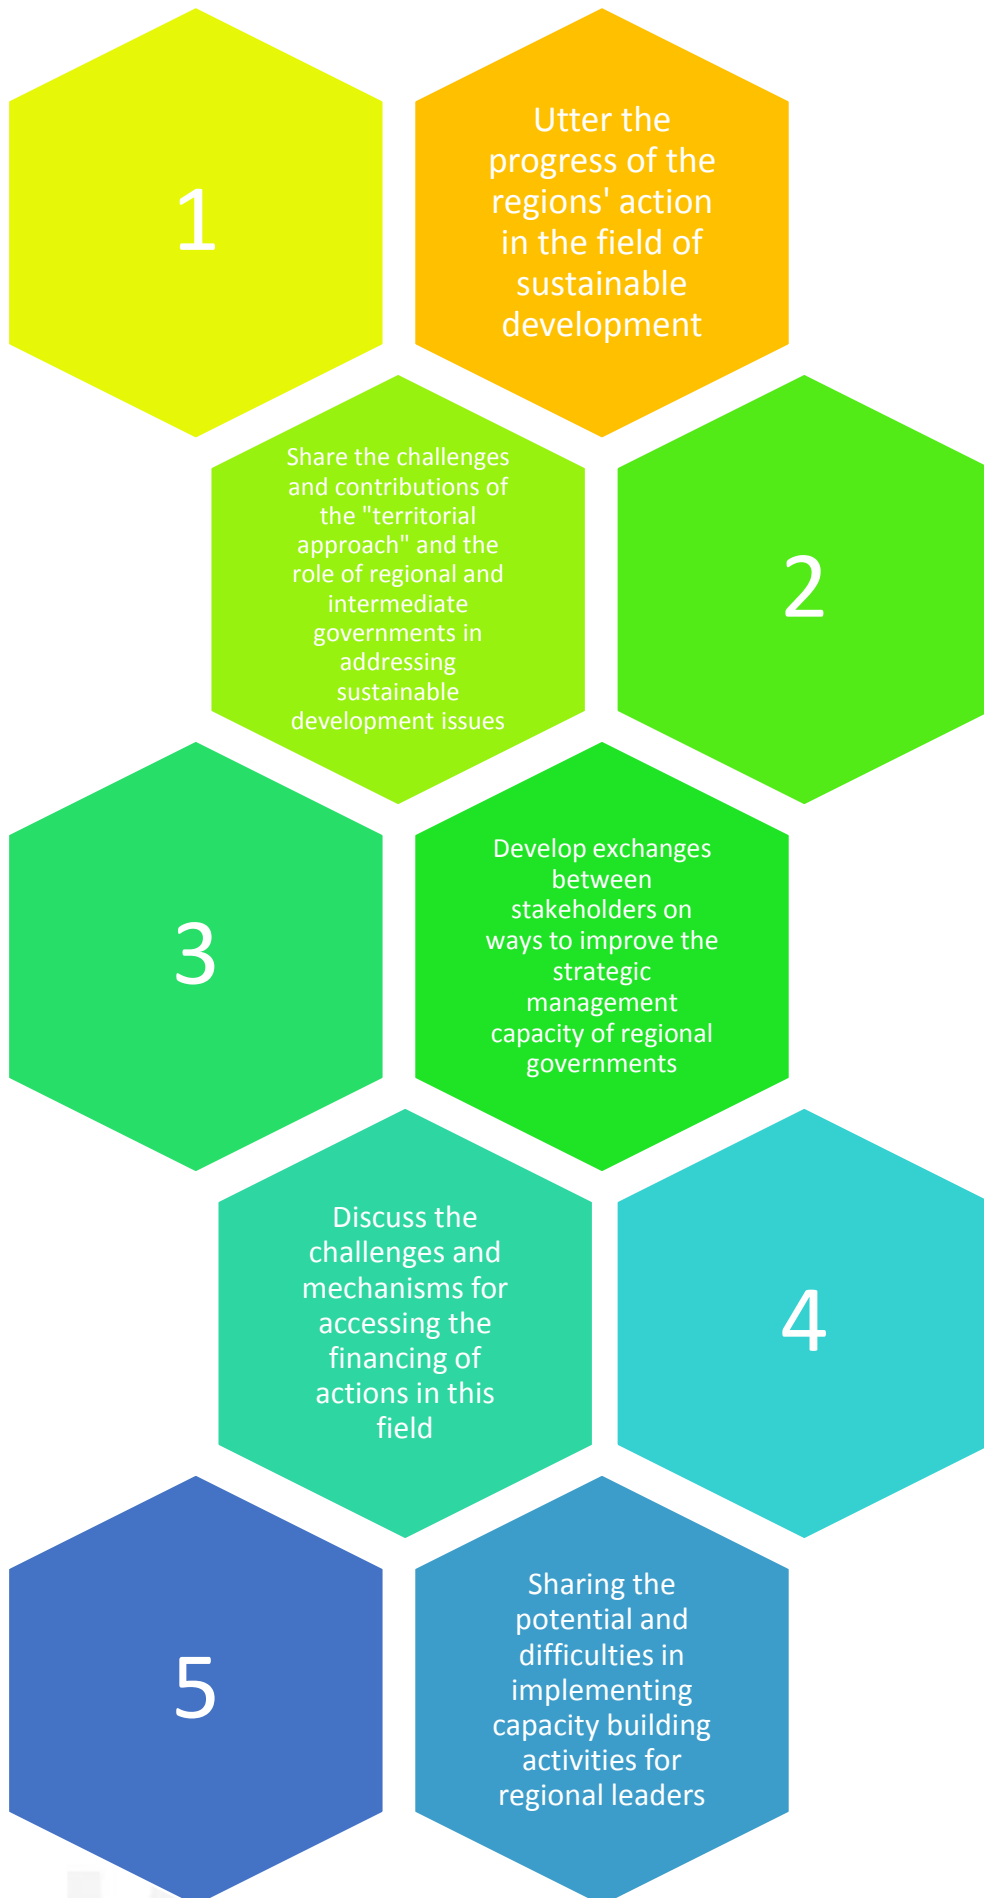 1
Utter the
progress of the
regions' action
in the field of
sustainable
development
Share the challenges
and contributions of
the "territorial
approach" and the
role of regional and
intermediate
governments in
addressing
sustainable
development issues
2
3
Develop exchanges
between
stakeholders on
ways to improve the
strategic
management
capacity of regional
governments
Discuss the
challenges and
mechanisms for
accessing the
financing of
actions in this
field
4
5
Sharing the
potential and
difficulties in
implementing
capacity building
activities for
regional leaders